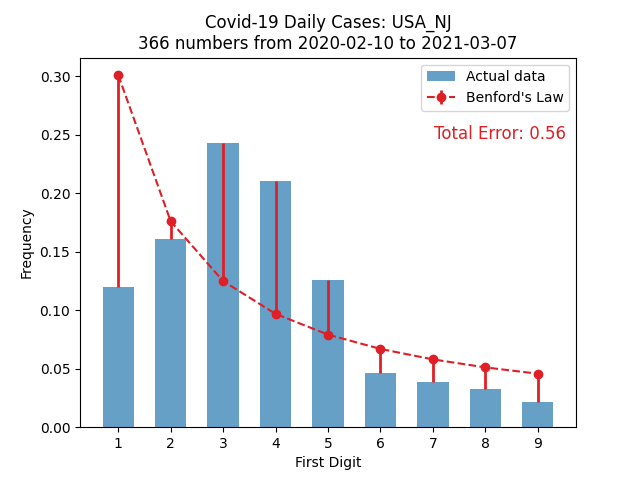 Covid-19 Daily Cases: USA_NJ
366 numbers from 2020-02-10 to 2021-03-07
Actual data
Benford's Law
Total Error: 0.56
Frequency
0.30
0.25
0.20
0.15
0.10
0.05
0.00
1 2 3 4 5 6 7 8 9
First Digit